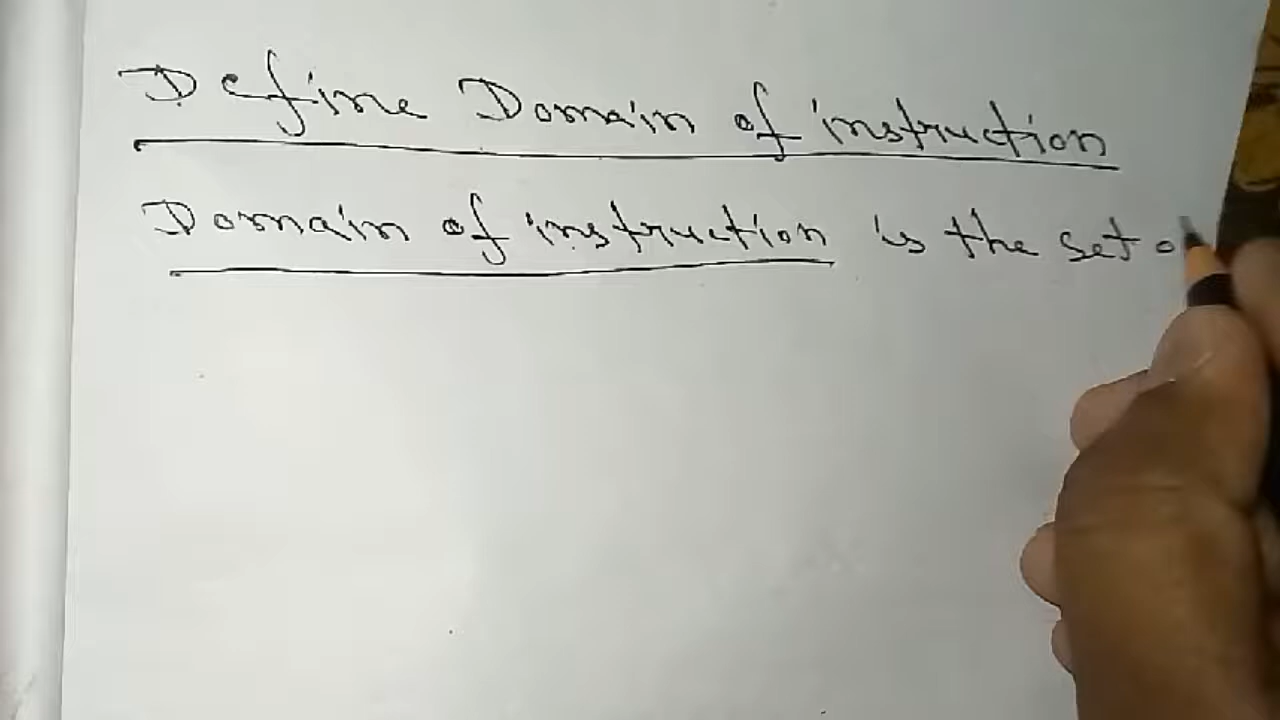 Define Domain of instruction
Domain of instruction is the set o